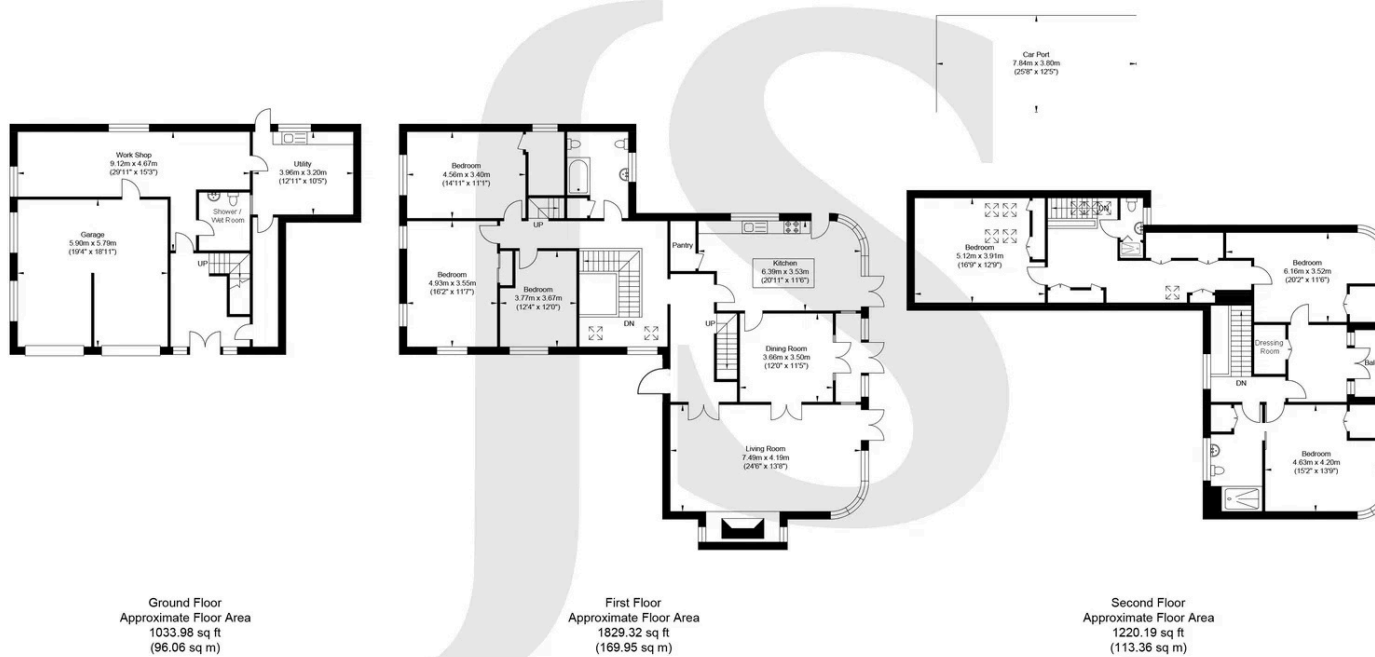 Car Port
7.84m x 3.80m
(25'8" x 12'5")
Work Shop
9.12m x 4.67m
(29'11" x 15'3")
Utility
3.96m x 3.20m
(12'11" x 10'5")
Shower /
Wet Room
Garage
5.90m x 5.79m
(19'4" x 18'11")
UP
Bedroom
4.56m x 3.40m
(14'11" x 11'1")
UP
Bedroom
4.93m x 3.55m
(16'2" x 11'7")
Bedroom
3.77m x 3.67m
(12'4" x 12'0")
DN
Pantry
Kitchen
6.39m x 3.53m
(20'11" x 11'6")
UP
Dining Room
3.66m x 3.50m
(12'0" x 11'5")
Living Room
7.49m x 4.19m
(24'6" x 13'8")
Bedroom
5.12m x 3.91m
(16'9" x 12'9")
DN
Bedroom
6.16m x 3.52m
(20'2" x 11'6")
Dressing
Room
Bal
DN
Bedroom
4.63m x 4.20m
(15'2" x 13'9")
JS
Ground Floor
Approximate Floor Area
1033.98 sq ft
(96.06 sq m)
First Floor
Approximate Floor Area
1829.32 sq ft
(169.95 sq m)
Second Floor
Approximate Floor Area
1220.19 sq ft
(113.36 sq m)